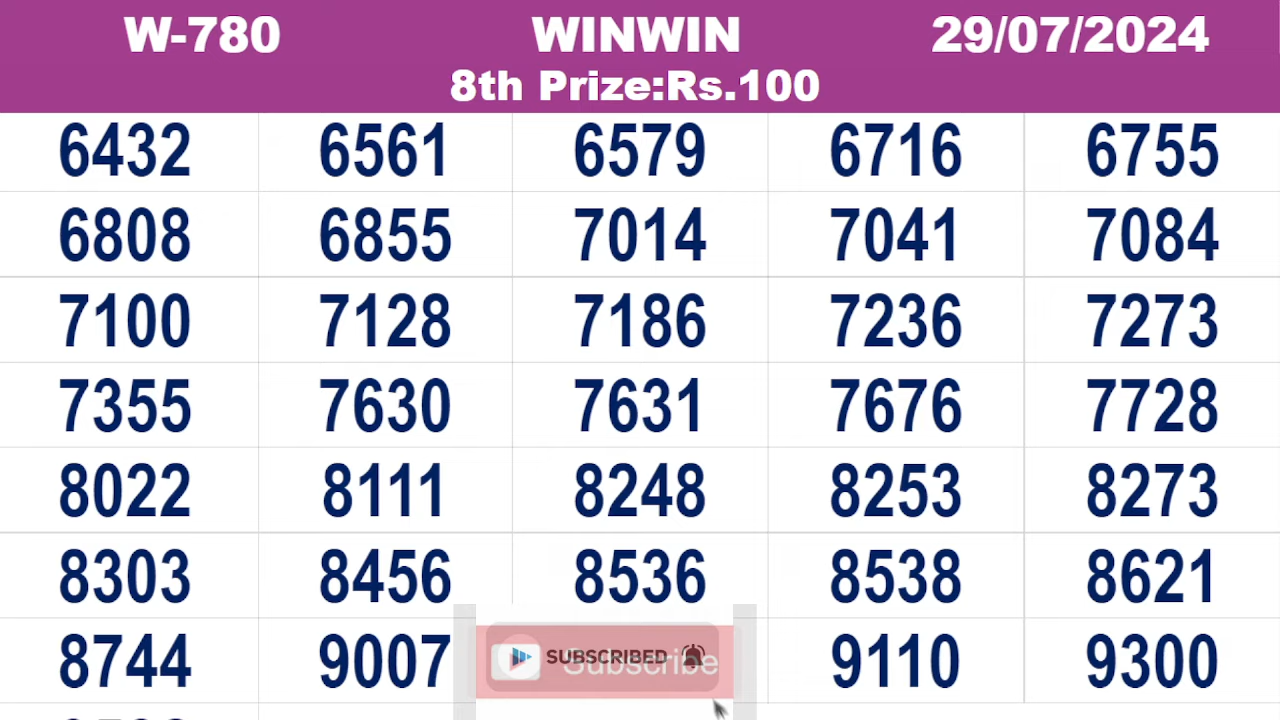 W-780 WINWIN 29/07/2024
8th Prize:Rs.100
6432 6561 6579 6716 6755
6808 6855 7014 7041 7084
7100 7128 7186 7236 7273
7355 7630 7631 7676 7728
8022 8111 8248 8253 8273
8303 8456 8536 8538 8621
8744 9007 9110 9300
SUBSCRIBED
Subscribe